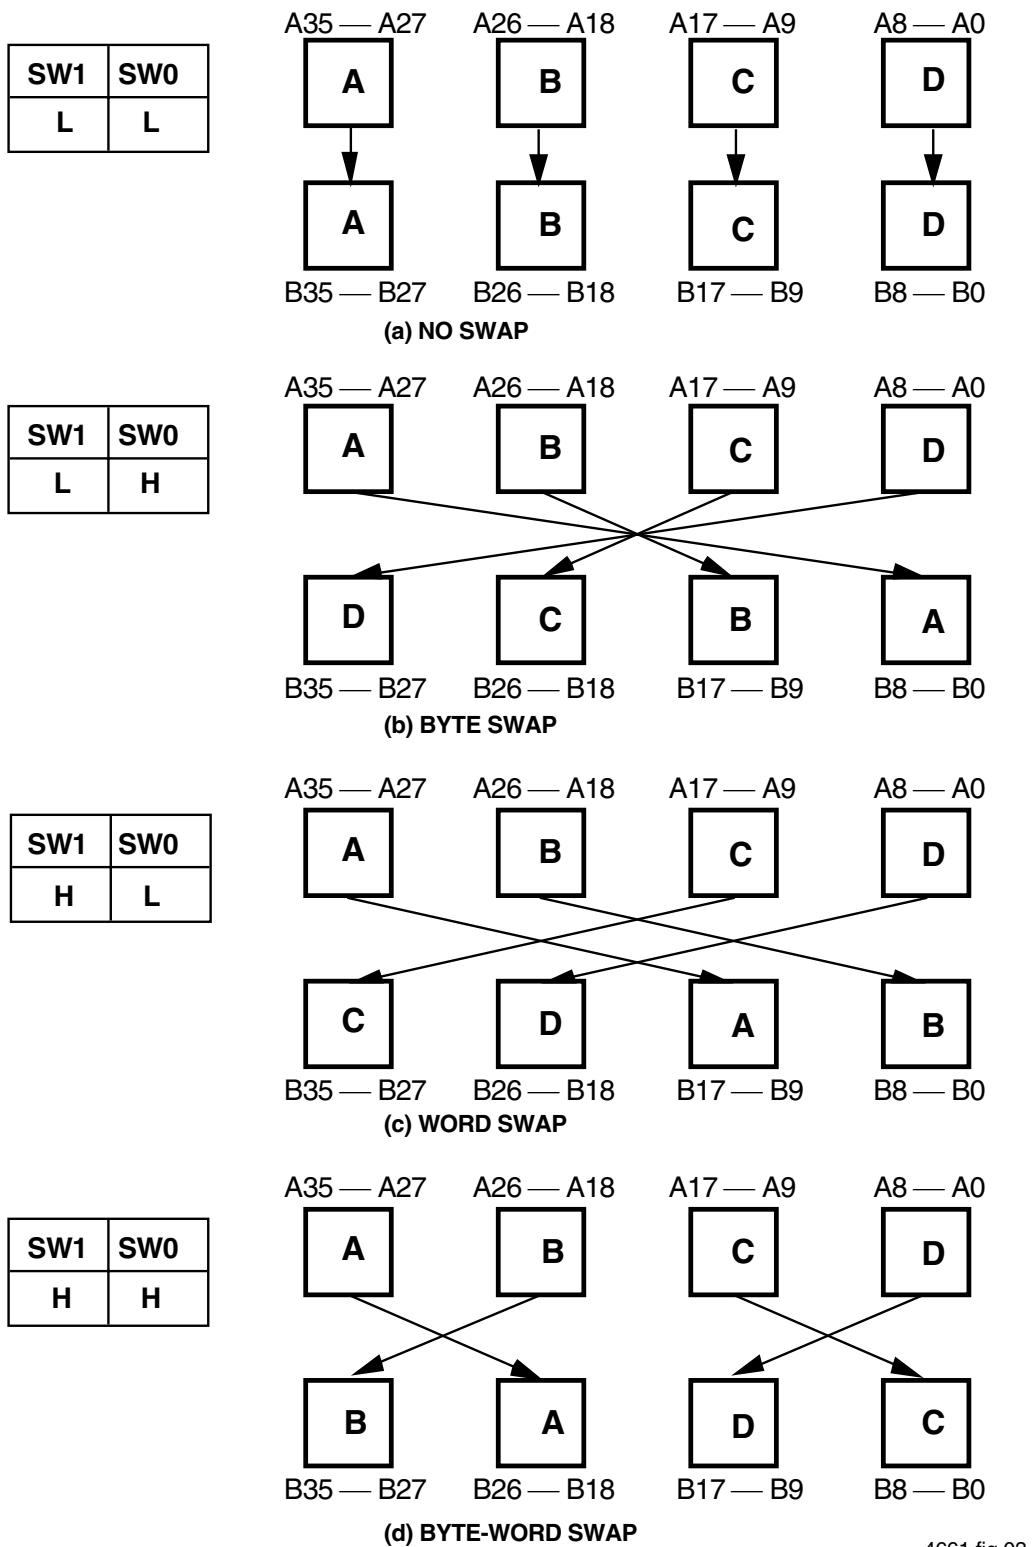 A35 — A27 A26 — A18 A17 — A9 A8 — A0
SW1 SW0
A B C D
L L
A B C D
B35 — B27 B26 — B18 B17 — B9 B8 — B0
(a) NO SWAP
A35 — A27 A26 — A18 A17 — A9 A8 — A0
SW1 SW0
A B C D
L H
D C B A
B35 — B27 B26 — B18 B17 — B9 B8 — B0
(b) BYTE SWAP
A35 — A27 A26 — A18 A17 — A9 A8 — A0
SW1 SW0
A B C D
H L
C D A B
B35 — B27 B26 — B18 B17 — B9 B8 — B0
(c) WORD SWAP
A35 — A27 A26 — A18 A17 — A9 A8 — A0
SW1 SW0
A B C D
H H
B A D C
B35 — B27 B26 — B18 B17 — B9 B8 — B0
(d) BYTE-WORD SWAP